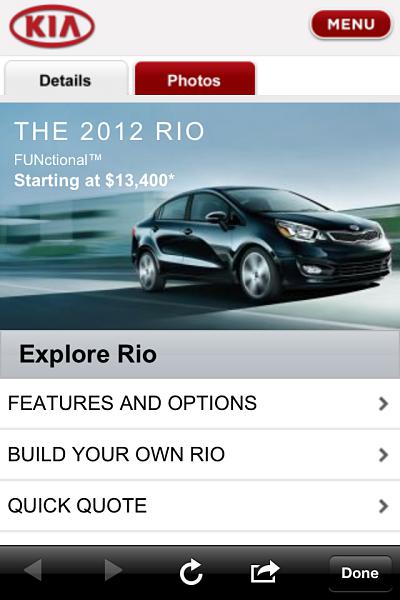 KIA
MENU
Details
Photos
THE 2012 RIO
FUNctional™
Starting at $13,400*
Explore Rio
FEATURES AND OPTIONS
BUILD YOUR OWN RIO
QUICK QUOTE
Done